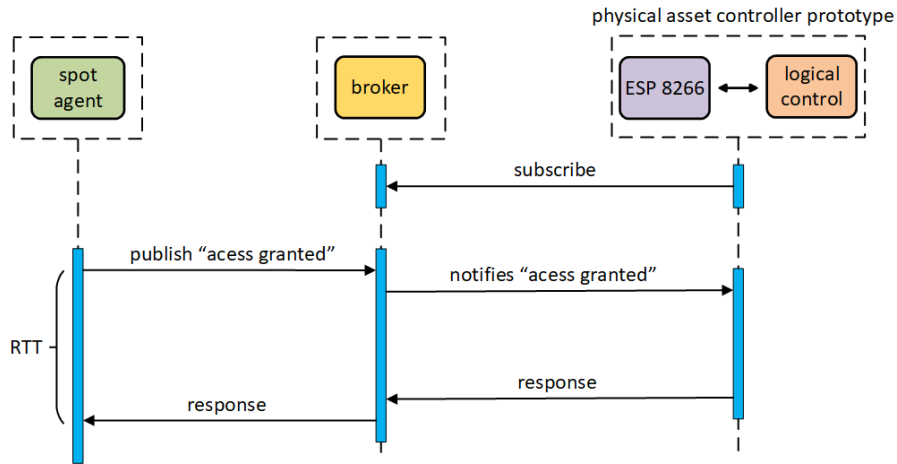 physical asset controller prototype
spot
agent
broker
ESP 8266
logical
control
subscribe
publish “acess granted”
notifies “acess granted”
RTT
response
response